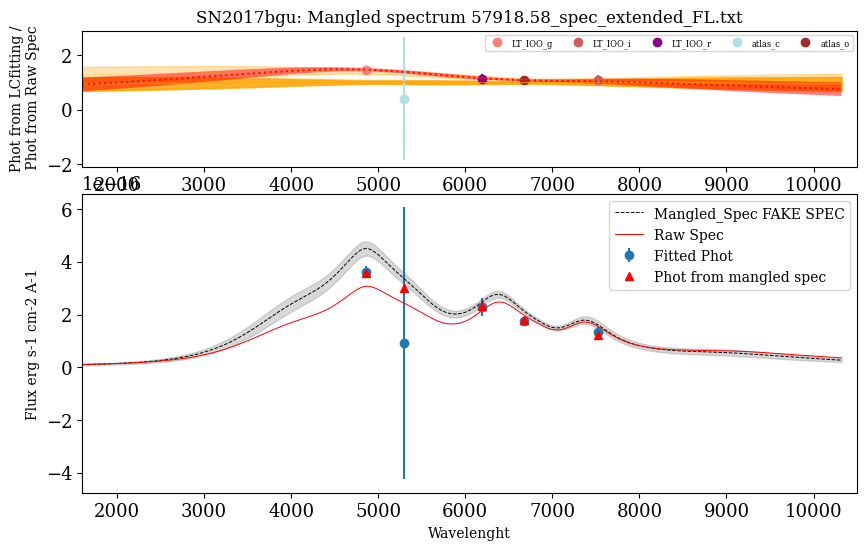 SN2017bgu: Mangled spectrum 57918.58_spec_extended_FL.txt
Phot from LCfitting /
Phot from Raw Spec
2
0
−2
LT_IOO_g LT_IOO_i LT_IOO_r atlas_c atlas_o
2000 3000 4000 5000 6000 7000 8000 9000 10000
1e−16
Flux erg s-1 cm-2 A-1
6
4
2
0
−2
−4
Mangled_Spec FAKE SPEC
Raw Spec
Fitted Phot
Phot from mangled spec
2000 3000 4000 5000 6000 7000 8000 9000 10000
Wavelenght